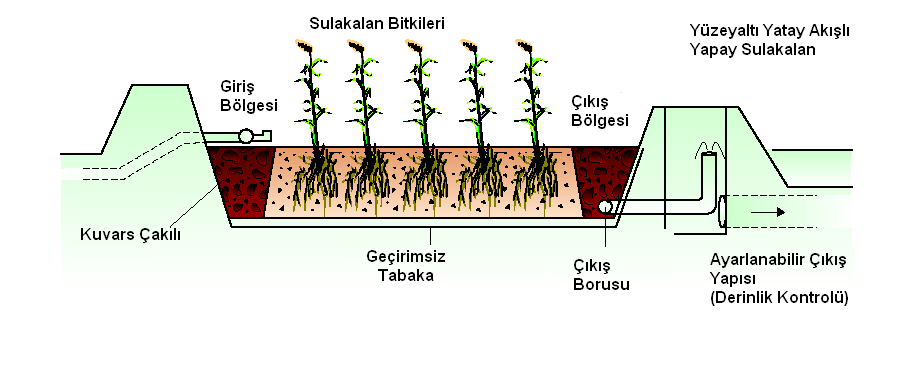 Sulakalan Bitkileri
Yüzeyaltı Yatay Akışlı
Yapay Sulakalan
Giriş
Bölgesi
Çıkış
Bölgesi
Kuvars Çakılı
Geçirimsiz
Tabaka
Çıkış
Borusu
Ayarlanabilir Çıkış
Yapısı
(Derinlik Kontrolü)